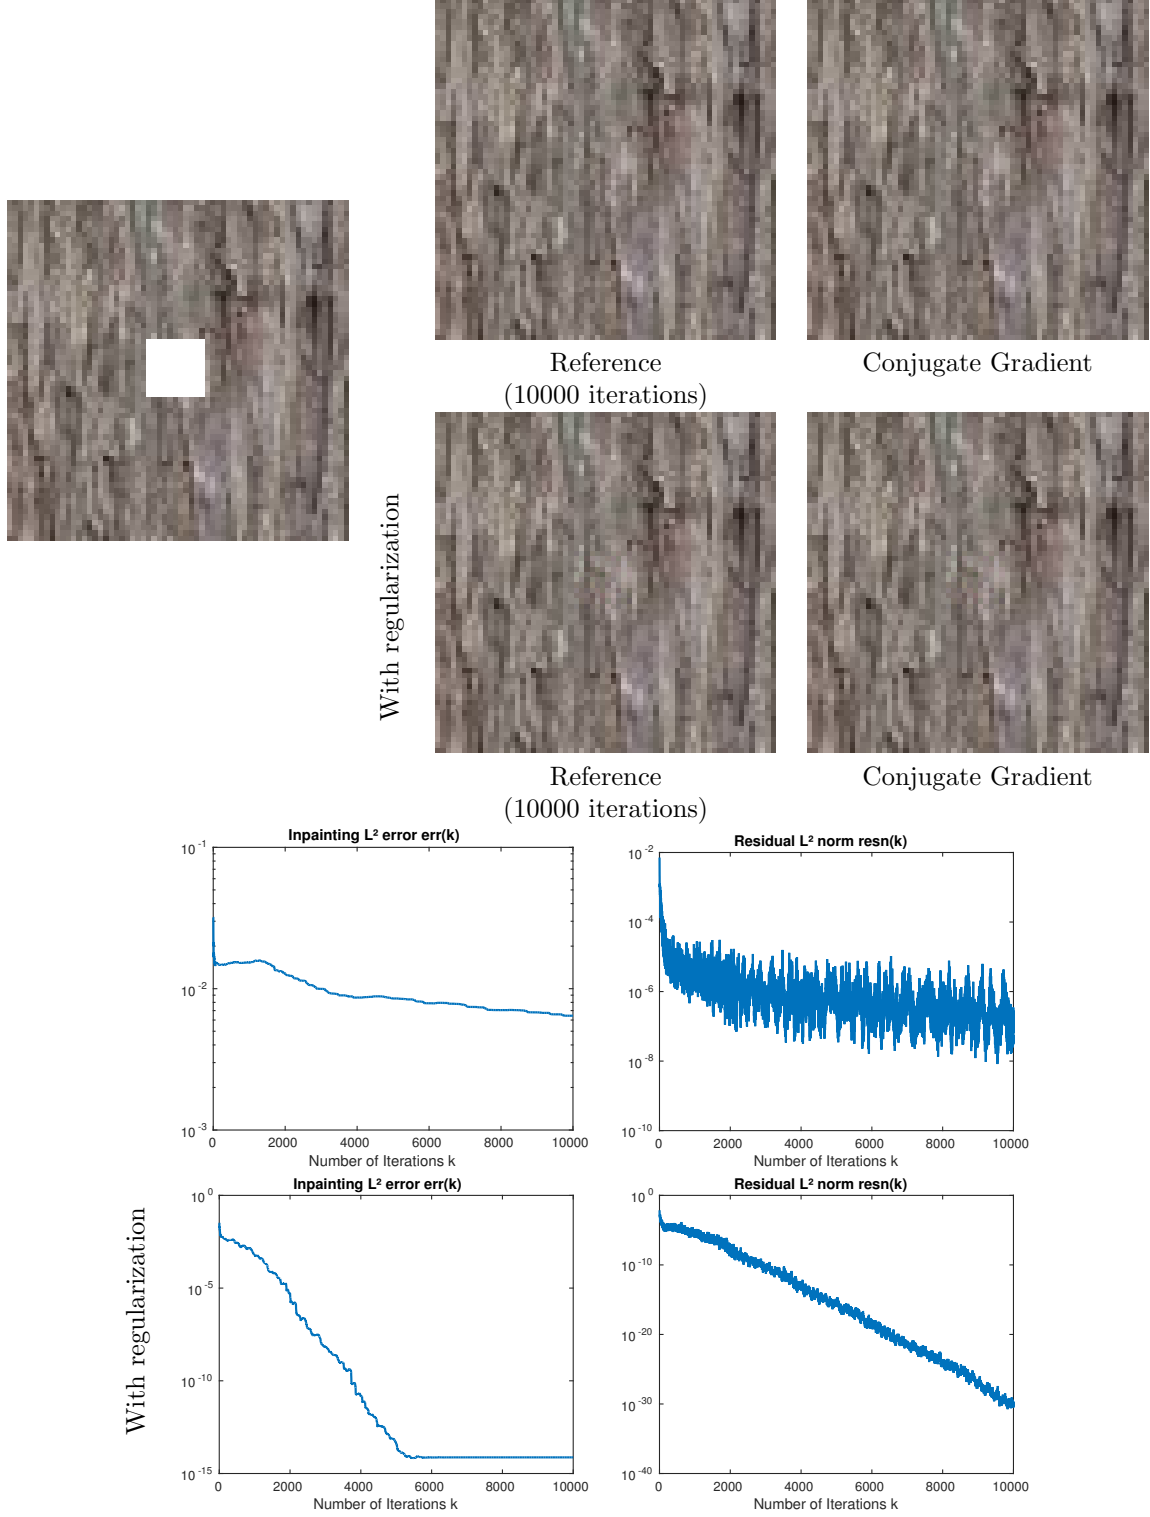 Reference
(10000 iterations)
Conjugate Gradient
With regularization
Reference
(10000 iterations)
Conjugate Gradient
Inpainting L² error err(k)
10⁻¹
10⁻²
10⁻³
0 2000 4000 6000 8000 10000
Number of Iterations k
Residual L² norm resn(k)
10⁻²
10⁻⁴
10⁻⁶
10⁻⁸
10⁻¹⁰
0 2000 4000 6000 8000 10000
Number of Iterations k
With regularization
Inpainting L² error err(k)
10⁰
10⁻⁵
10⁻¹⁰
10⁻¹⁵
0 2000 4000 6000 8000 10000
Number of Iterations k
Residual L² norm resn(k)
10⁰
10⁻¹⁰
10⁻²⁰
10⁻³⁰
10⁻⁴⁰
0 2000 4000 6000 8000 10000
Number of Iterations k